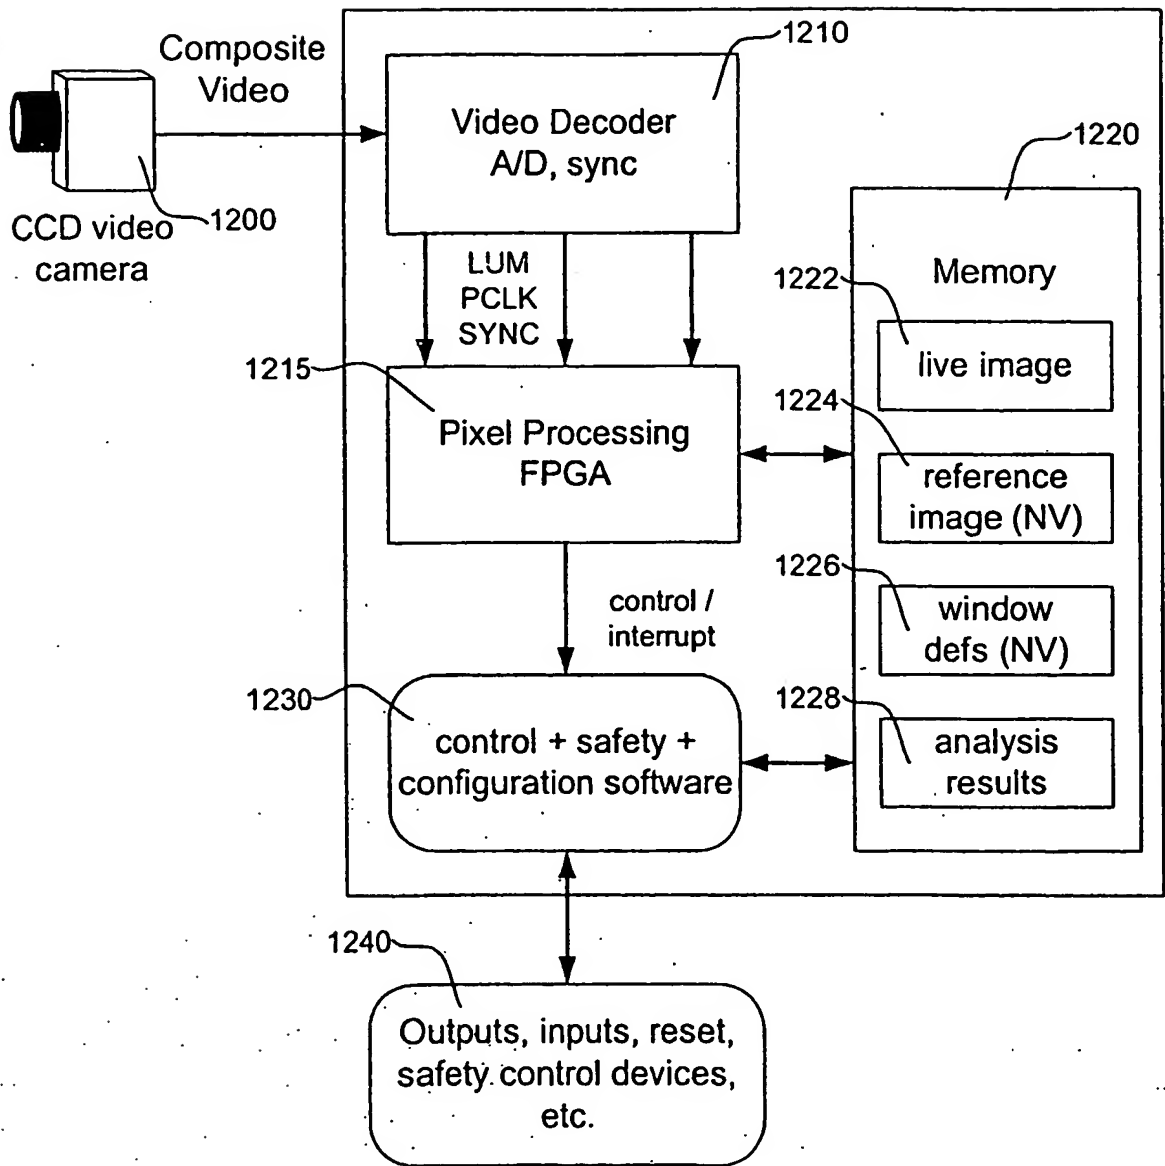 Composite
Video
1210
Video Decoder
A/D, sync
1220
1200
CCD video
camera
LUM
PCLK
SYNC
Memory
1222
live image
1215
1224
Pixel Processing
FPGA
reference
image (NV)
1226
control /
interrupt
window
defs (NV)
1230
1228
control + safety +
configuration software
analysis
results
1240
Outputs, inputs, reset,
safety control devices,
etc.